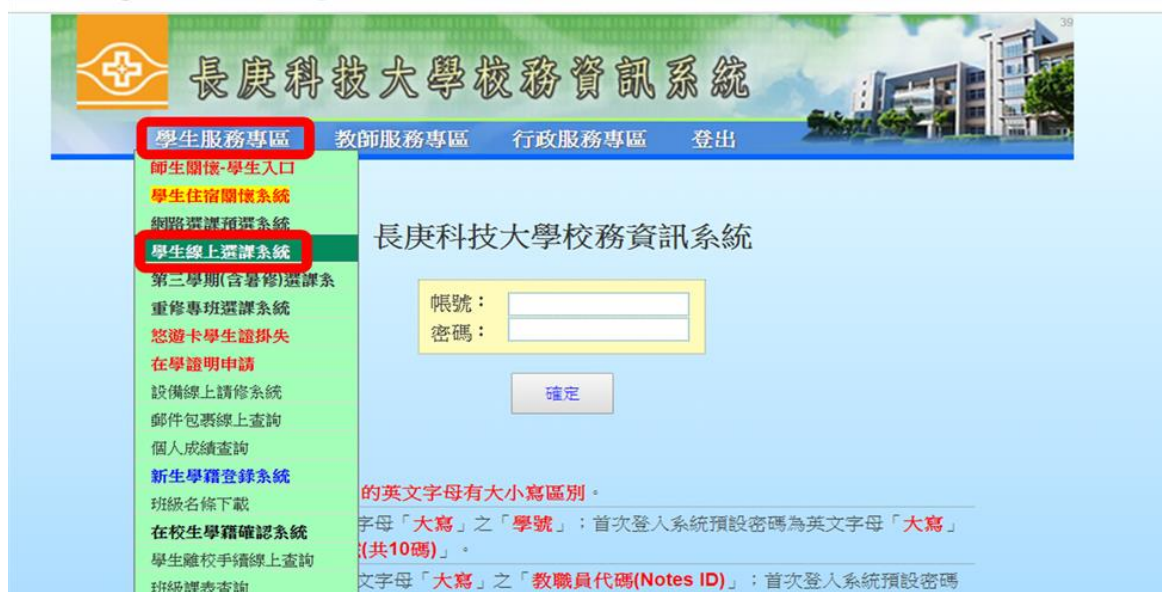 39
長庚科技大學校務資訊系統
學生服務專區 教師服務專區 行政服務專區 登出
師生關懷-學生入口
學生住宿關懷系統
網路選課預選系統
學生線上選課系統
第三學期(含暑修)選課系
重修專班選課系統
悠遊卡學生證掛失
在學證明申請
設備線上請修系統
郵件包裹線上查詢
個人成績查詢
新生學籍登錄系統
班級名條下載
在校生學籍確認系統
學生離校手續線上查詢
班級課表查詢
長庚科技大學校務資訊系統
帳號：
密碼：
確定
的英文字母有大小寫區別。
字母「大寫」之「學號」；首次登入系統預設密碼為英文字母「大寫」
(共10碼)」。
文字母「大寫」之「教職員代碼(Notes ID)」；首次登入系統預設密碼